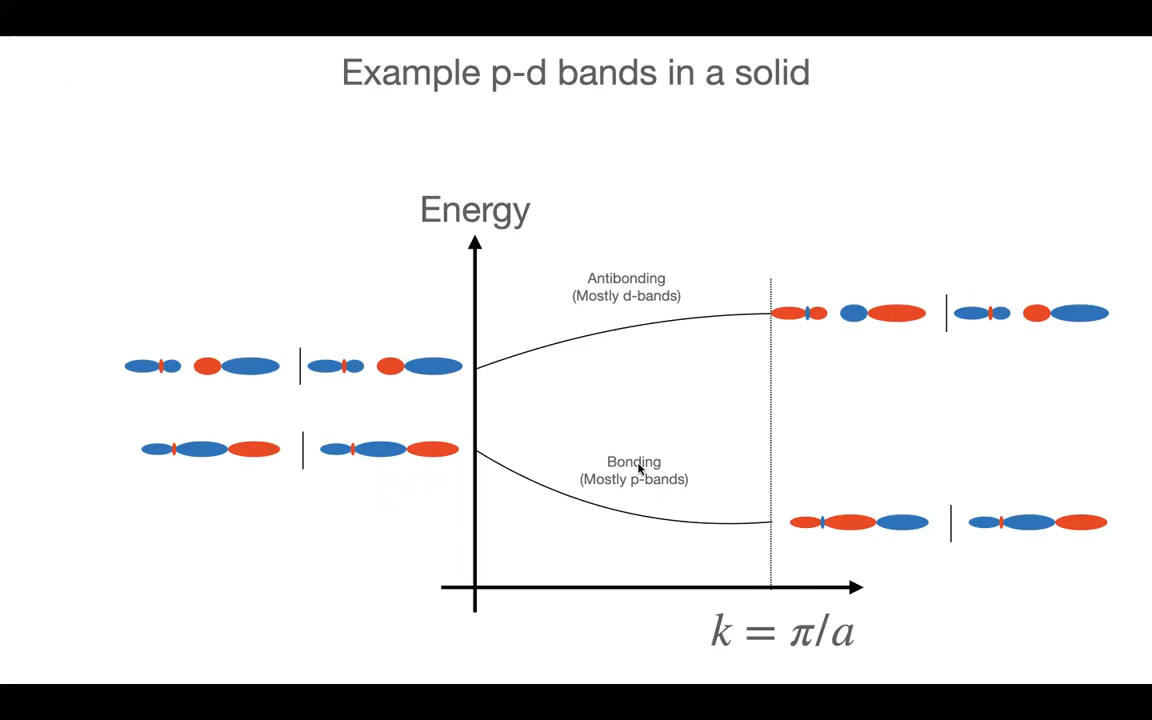 Example p-d bands in a solid
Energy
Antibonding
(Mostly d-bands)
Bonding
(Mostly p-bands)
k = π/a